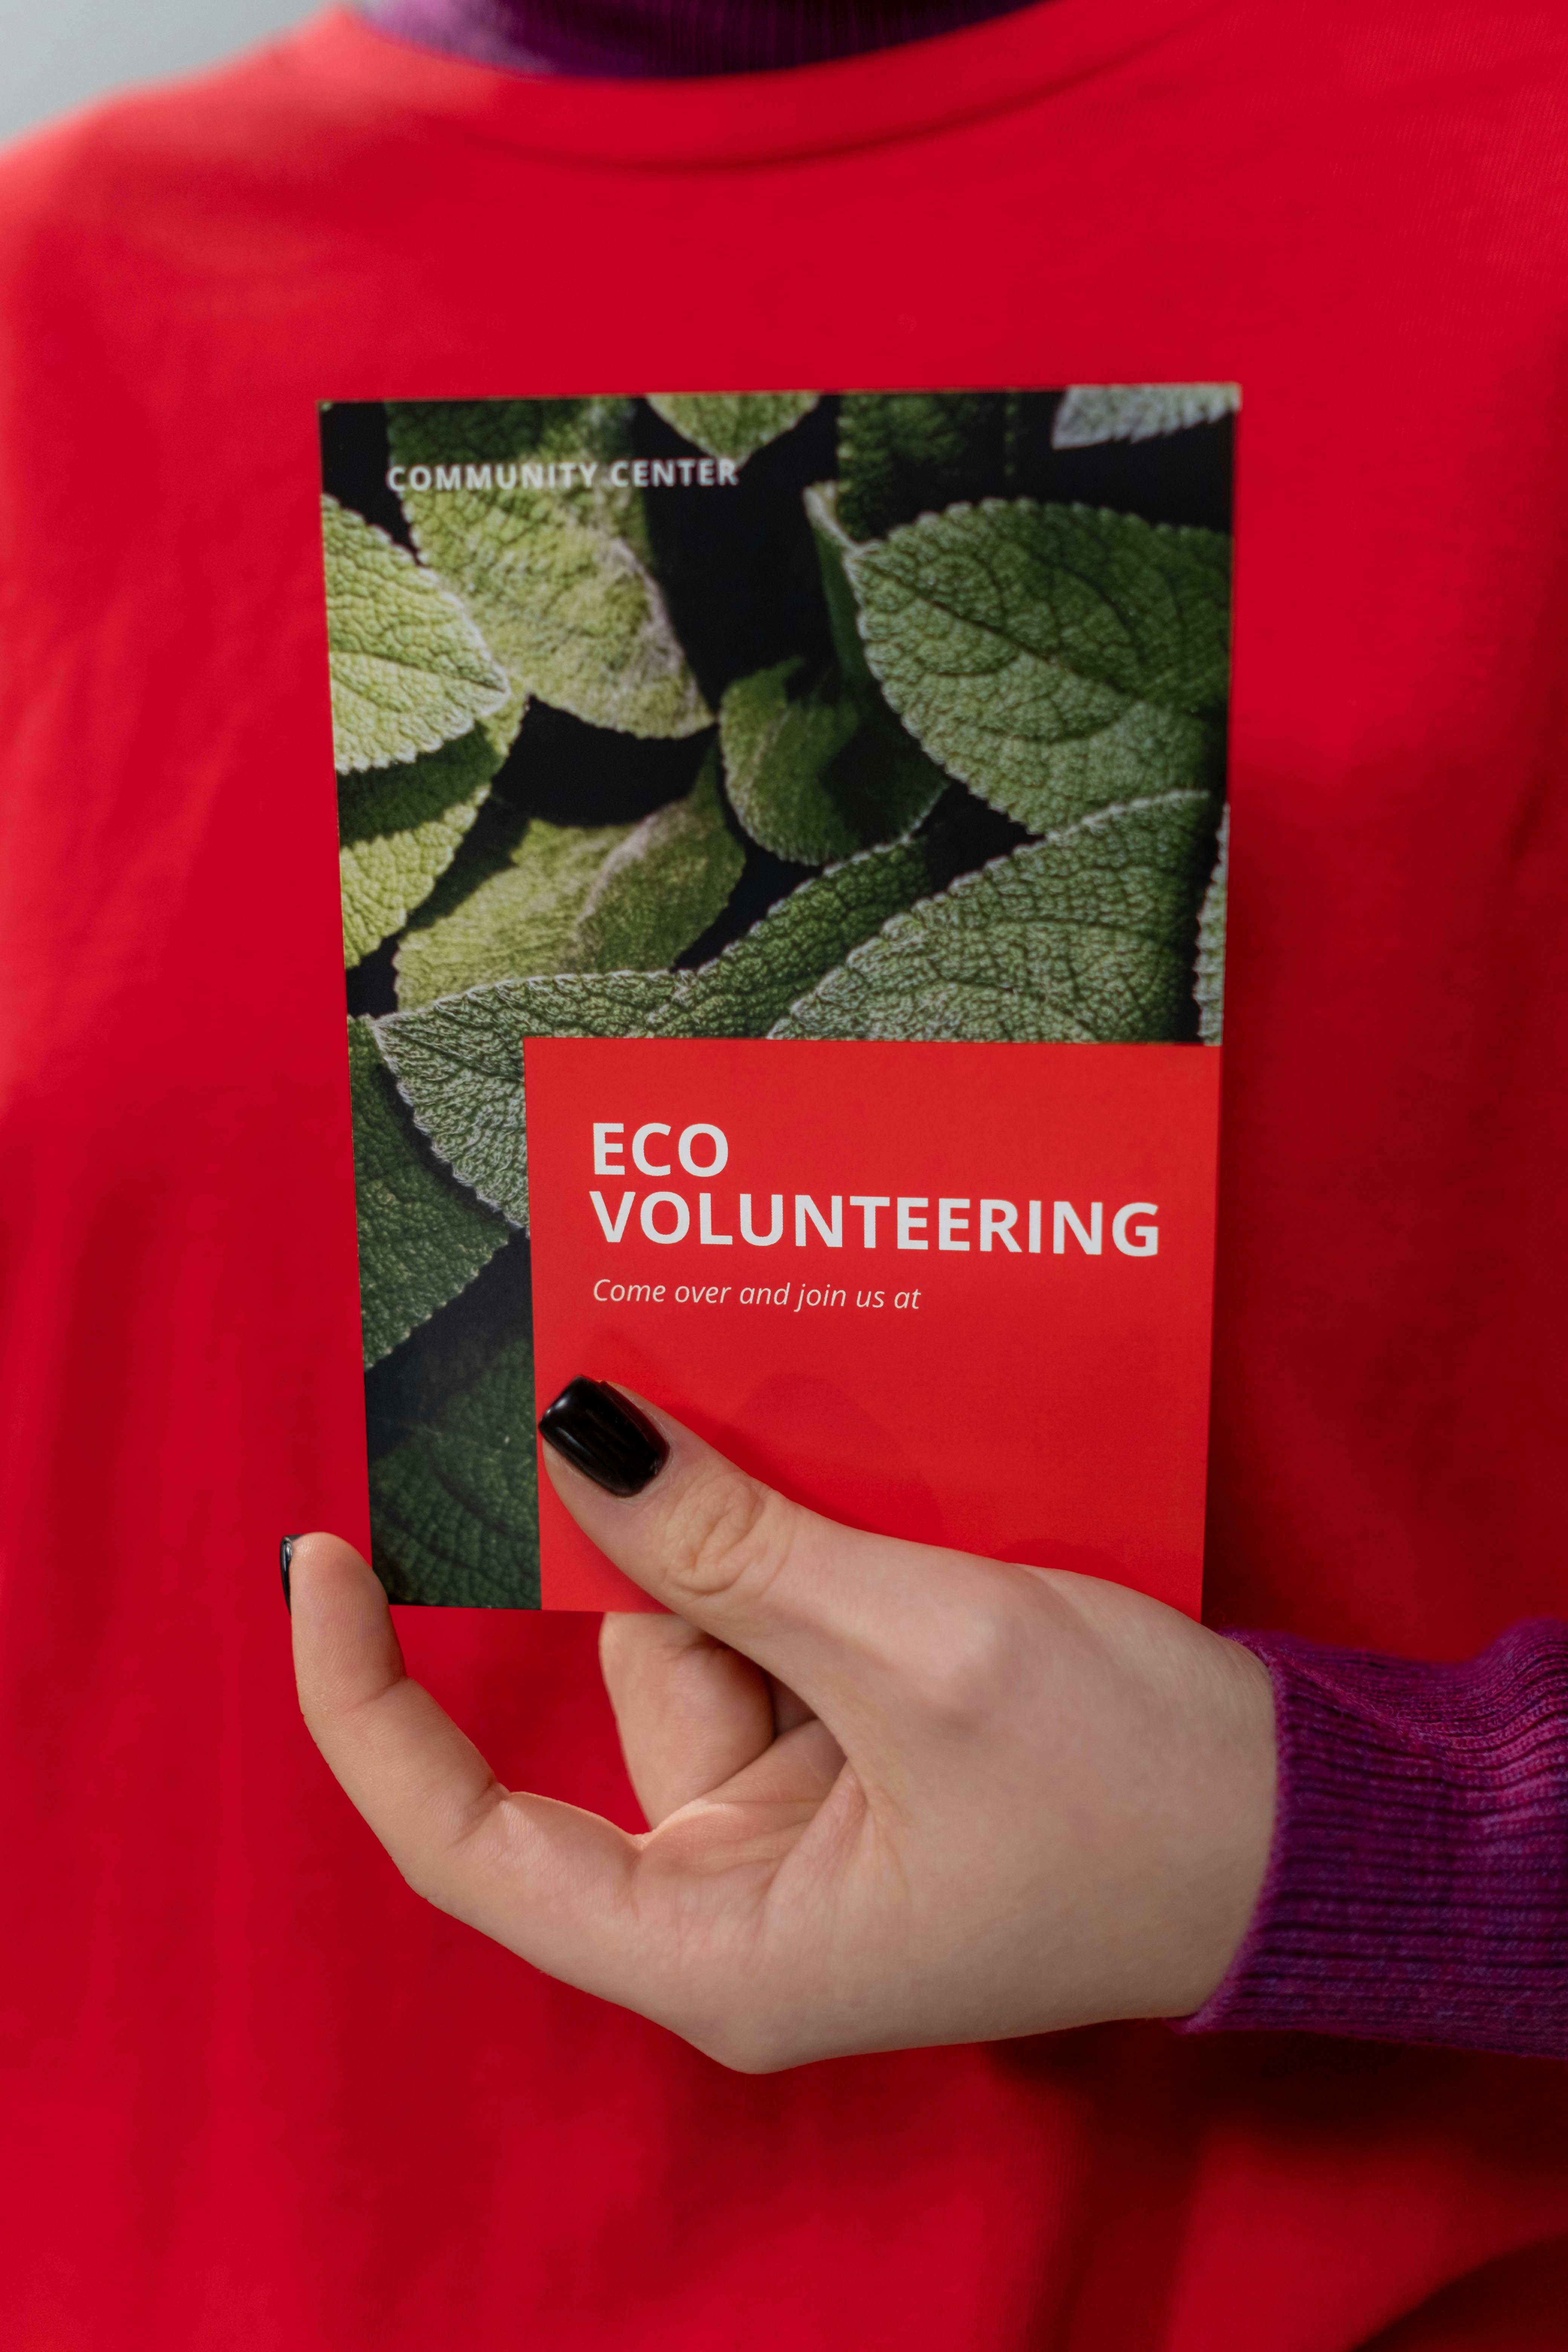 COMMUNITY CENTER
ECO
VOLUNTEERING
Come over and join us at